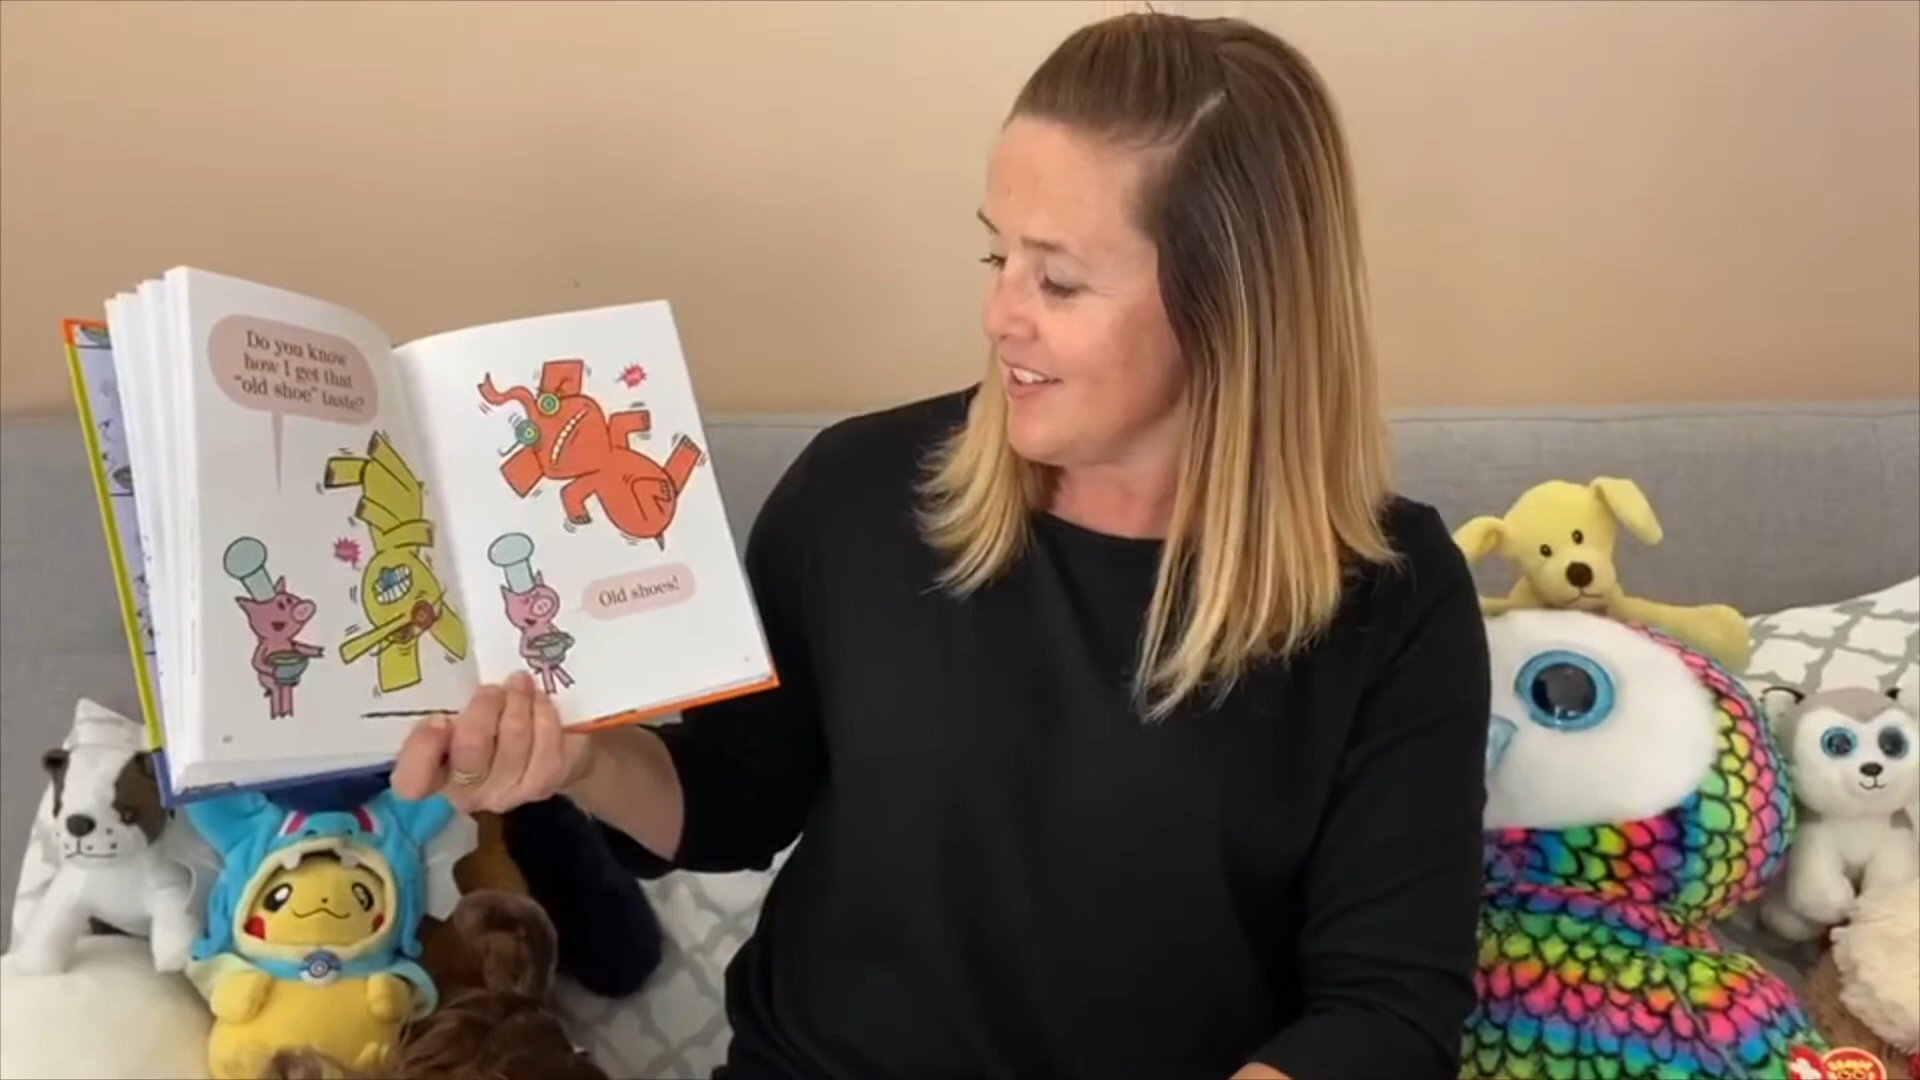 Do you know
how I get that
"old shoe" taste?
Old shoes!